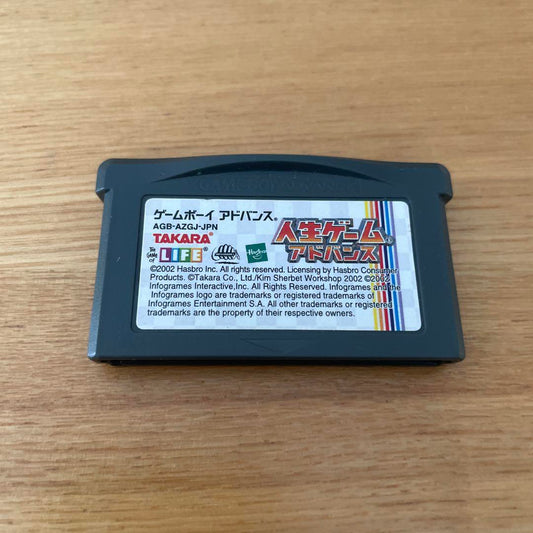 GAME BOY ADVANCE
ゲームボーイ アドバンス®
AGB-AZGJ-JPN
TAKARA®
人生ゲーム®
アドバンス
The Game Of LIFE®
Hasbro
©2002 Hasbro Inc. All rights reserved. Licensing by Hasbro Consumer
Products. ©Takara Co., Ltd./Kim Sherbet Workshop 2002 ©2002
Infogrames Interactive,Inc. All Rights Reserved. Infogrames and the
Infogrames logo are trademarks or registered trademarks of
Infogrames Entertainment S.A. All other trademarks or registered
trademarks are the property of their respective owners.